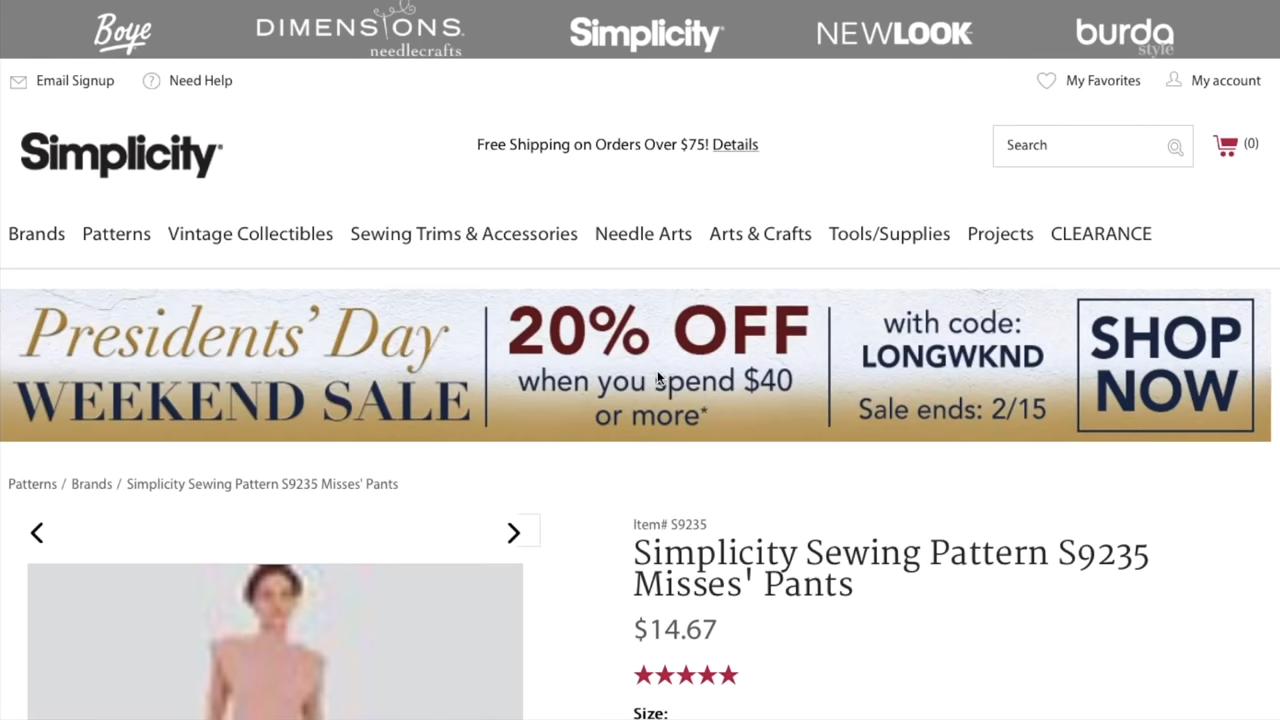 Boye DIMENSIONS. needlecrafts Simplicity NEWLOOK burda style
Email Signup Need Help My Favorites My account
Simplicity Free Shipping on Orders Over $75! Details Search (0)
Brands Patterns Vintage Collectibles Sewing Trims & Accessories Needle Arts Arts & Crafts Tools/Supplies Projects CLEARANCE
Presidents' Day
WEEKEND SALE
20% OFF
when you spend $40
or more*
with code:
LONGWKND
Sale ends: 2/15
SHOP
NOW
Patterns / Brands / Simplicity Sewing Pattern S9235 Misses' Pants
Item# S9235
Simplicity Sewing Pattern S9235
Misses' Pants
$14.67
Size: